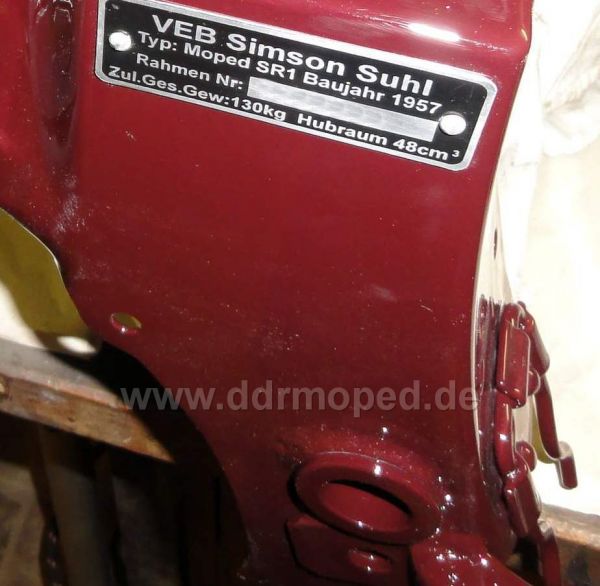 VEB Simson Suhl
Typ: Moped SR1 Baujahr 1957
Rahmen Nr:
Zul.Ges.Gew:130kg Hubraum 48cm³
www.ddrmoped.de